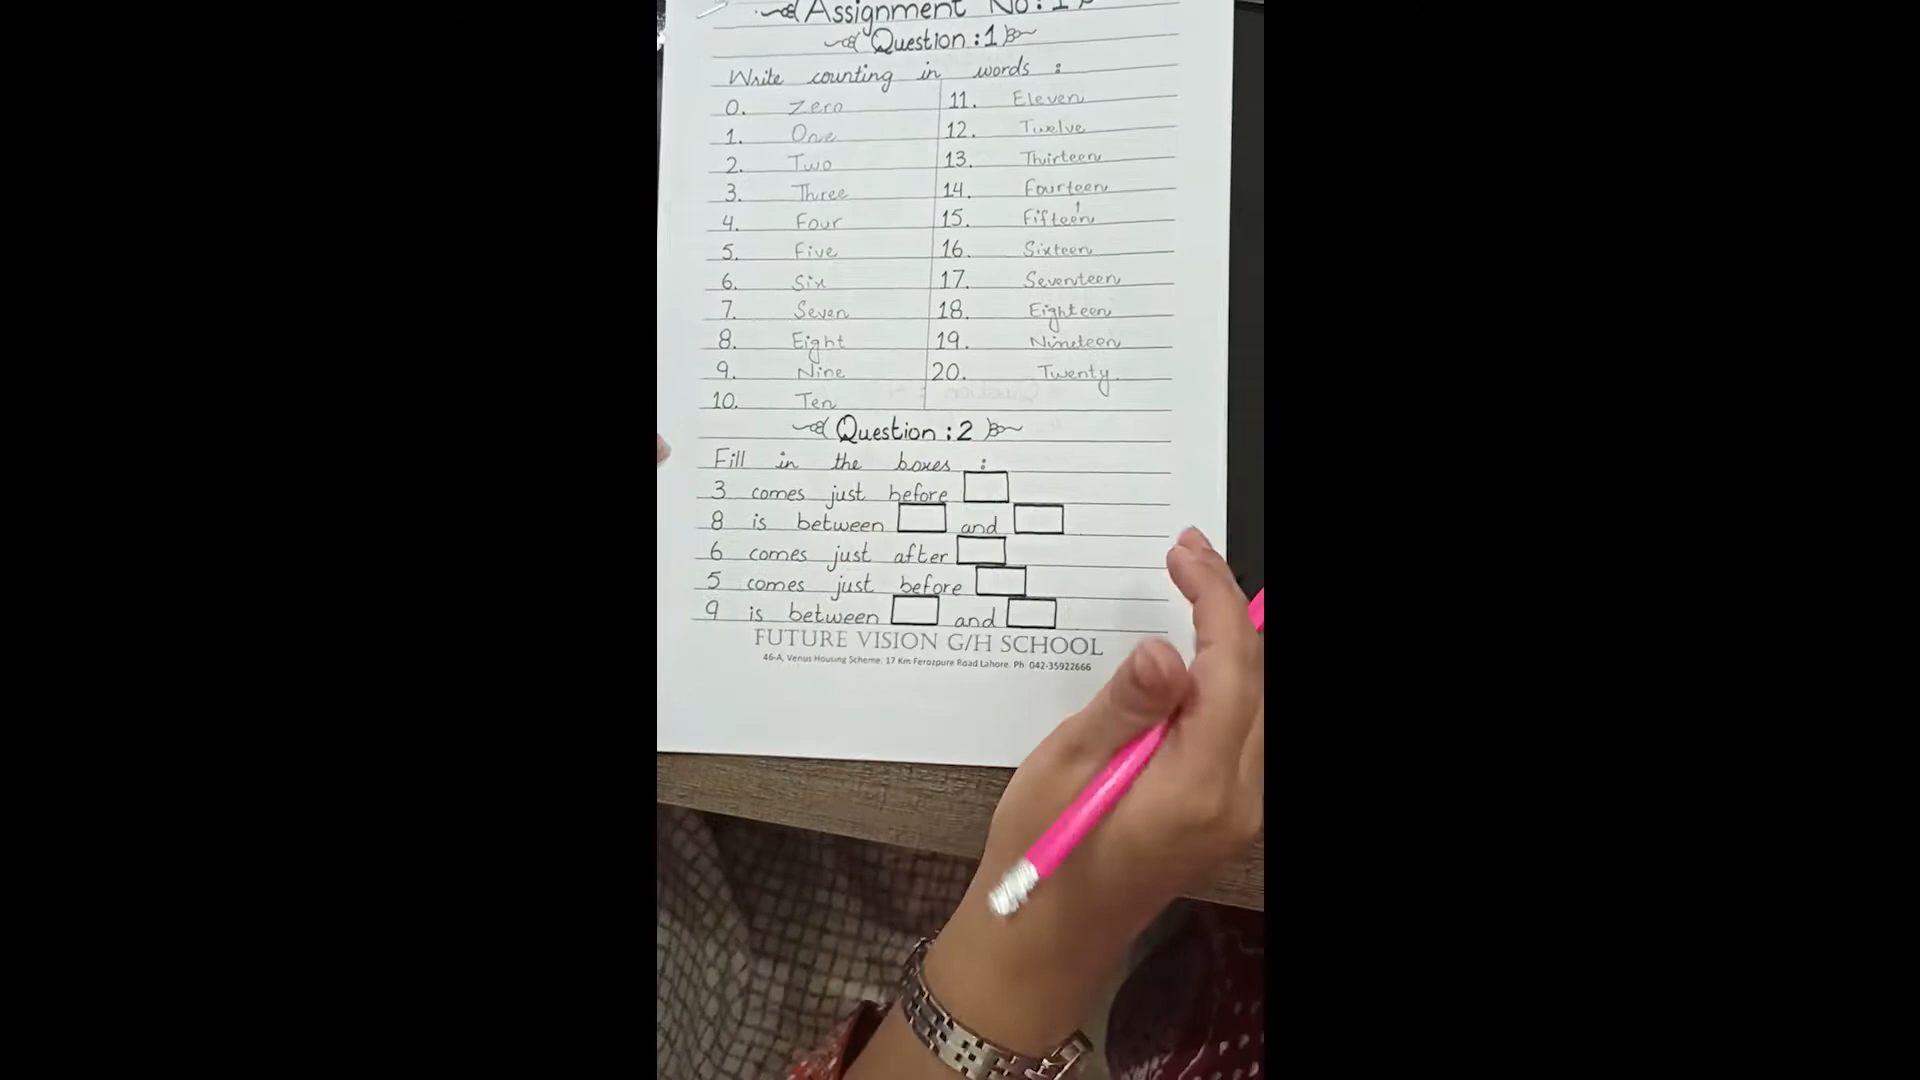 Assignment No:1
Question:1
Write counting in words :
0. Zero
1. One
2. Two
3. Three
4. Four
5. Five
6. Six
7. Seven
8. Eight
9. Nine
10. Ten
11. Eleven
12. Twelve
13. Thirteen
14. Fourteen
15. Fifteen
16. Sixteen
17. Seventeen
18. Eighteen
19. Nineteen
20. Twenty.
Question:2
Fill in the boxes :
3 comes just before
8 is between and
6 comes just after
5 comes just before
9 is between and
FUTURE VISION G/H SCHOOL
46-A, Venus Housing Scheme. 17 Km Ferozpure Road Lahore. Ph 042-35922666